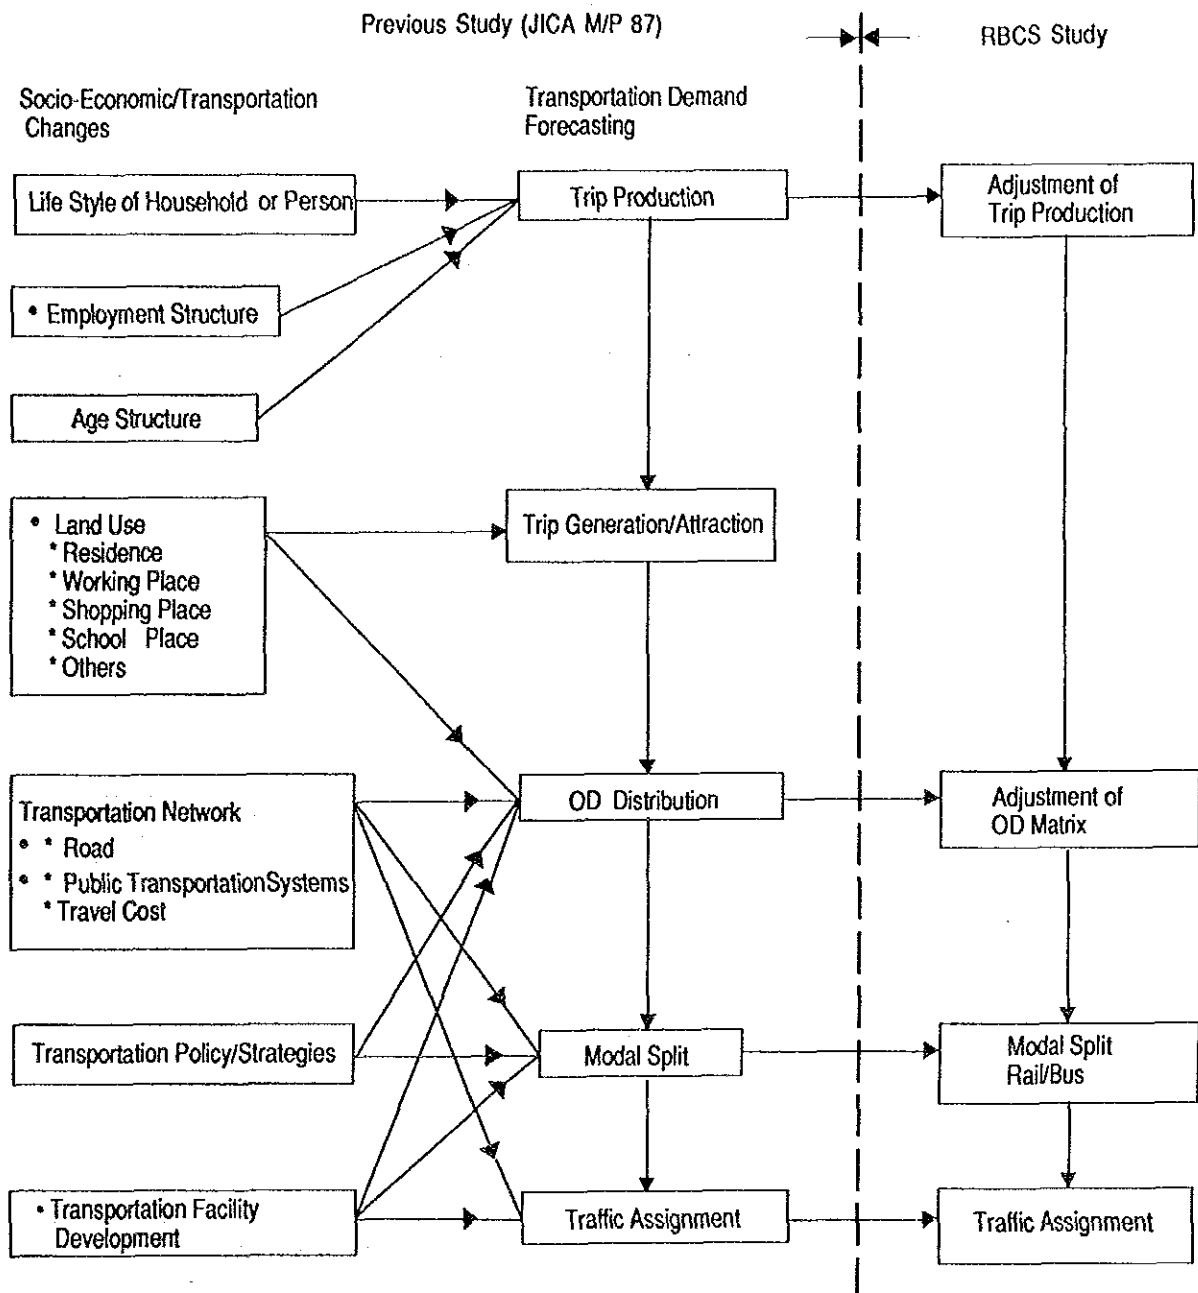 Previous Study (JICA M/P 87)
RBCS Study
Socio-Economic/Transportation
Changes
Transportation Demand
Forecasting
Life Style of Household or Person
Trip Production
Adjustment of
Trip Production
• Employment Structure
Age Structure
• Land Use
* Residence
* Working Place
* Shopping Place
* School Place
* Others
Trip Generation/Attraction
Transportation Network
• * Road
• * Public Transportation Systems
* Travel Cost
OD Distribution
Adjustment of
OD Matrix
Transportation Policy/Strategies
Modal Split
Modal Split
Rail/Bus
• Transportation Facility
Development
Traffic Assignment
Traffic Assignment